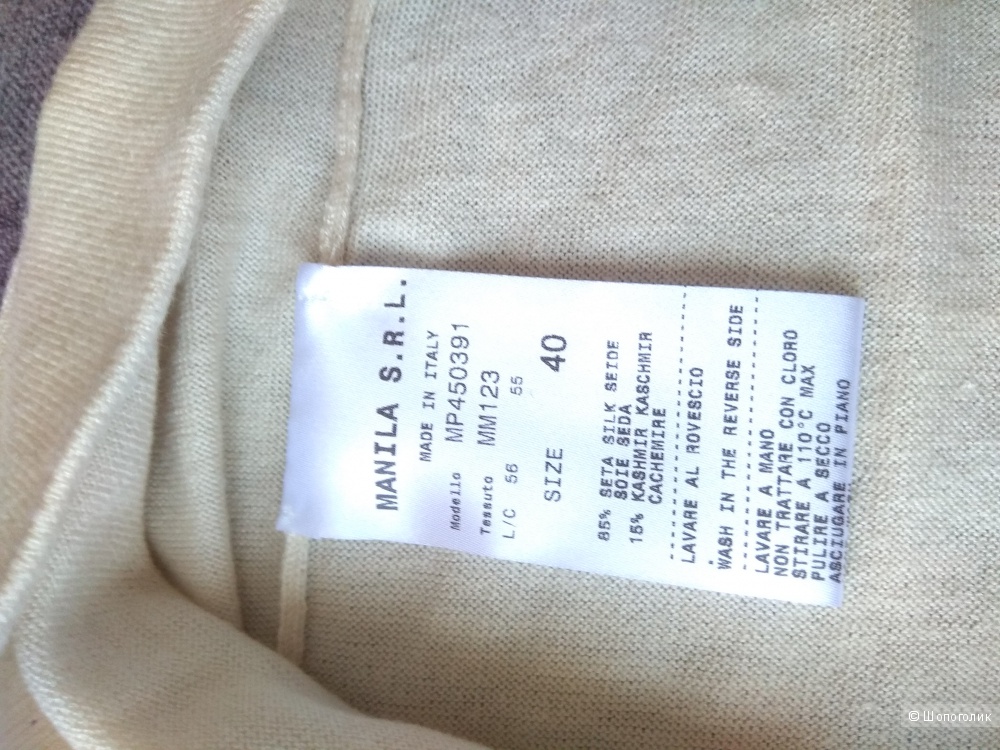 MANILA S.R.L.
MADE IN ITALY
Modello MP450391
Tessuto MM123
L/C 56 55
SIZE 40
85% SETA SILK SEIDE
SOIE SEDA
15% KASHMIR KASCHMIR
CACHEMIRE
LAVARE AL ROVESCIO
WASH IN THE REVERSE SIDE
LAVARE A MANO
NON TRATTARE CON CLORO
STIRARE A 110°C MAX
PULIRE A SECCO
ASCIUGARE IN PIANO
© Шопоголик